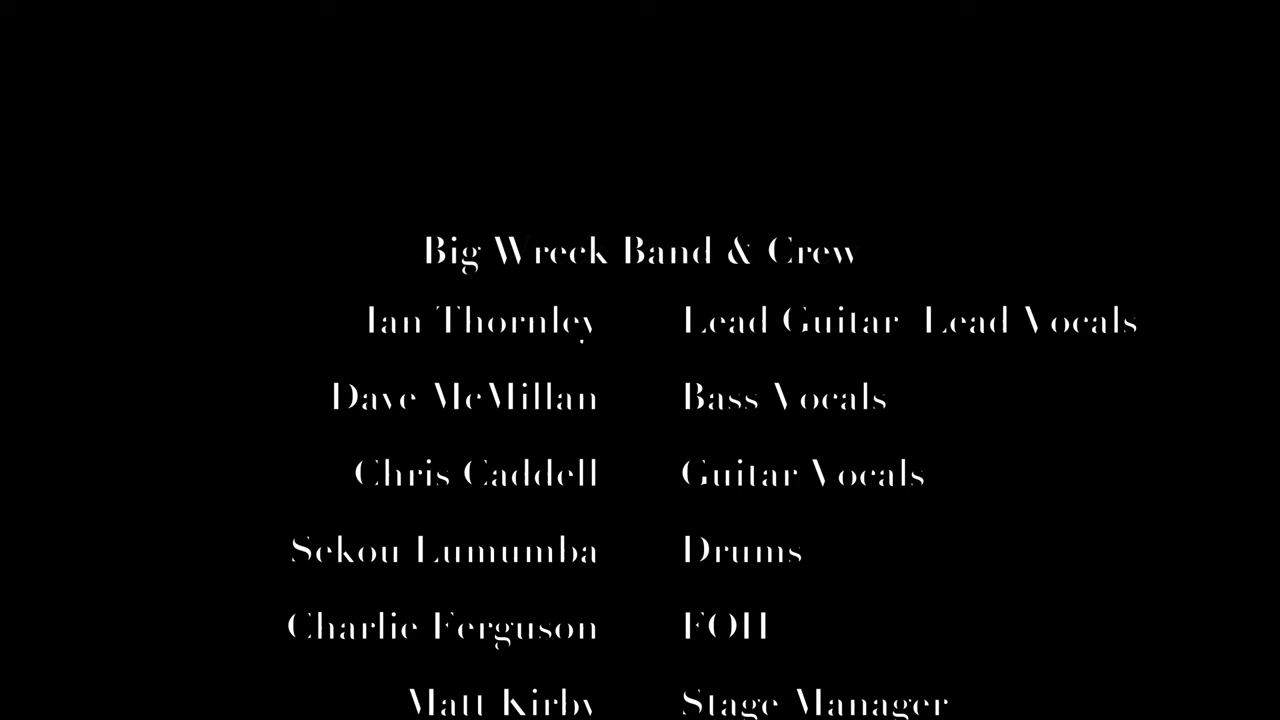 Big Wreck Band & Crew
Ian Thornley Lead Guitar Lead Vocals
Dave McMillan Bass Vocals
Chris Caddell Guitar Vocals
Sekou Lumumba Drums
Charlie Ferguson FOH
Matt Kirby Stage Manager